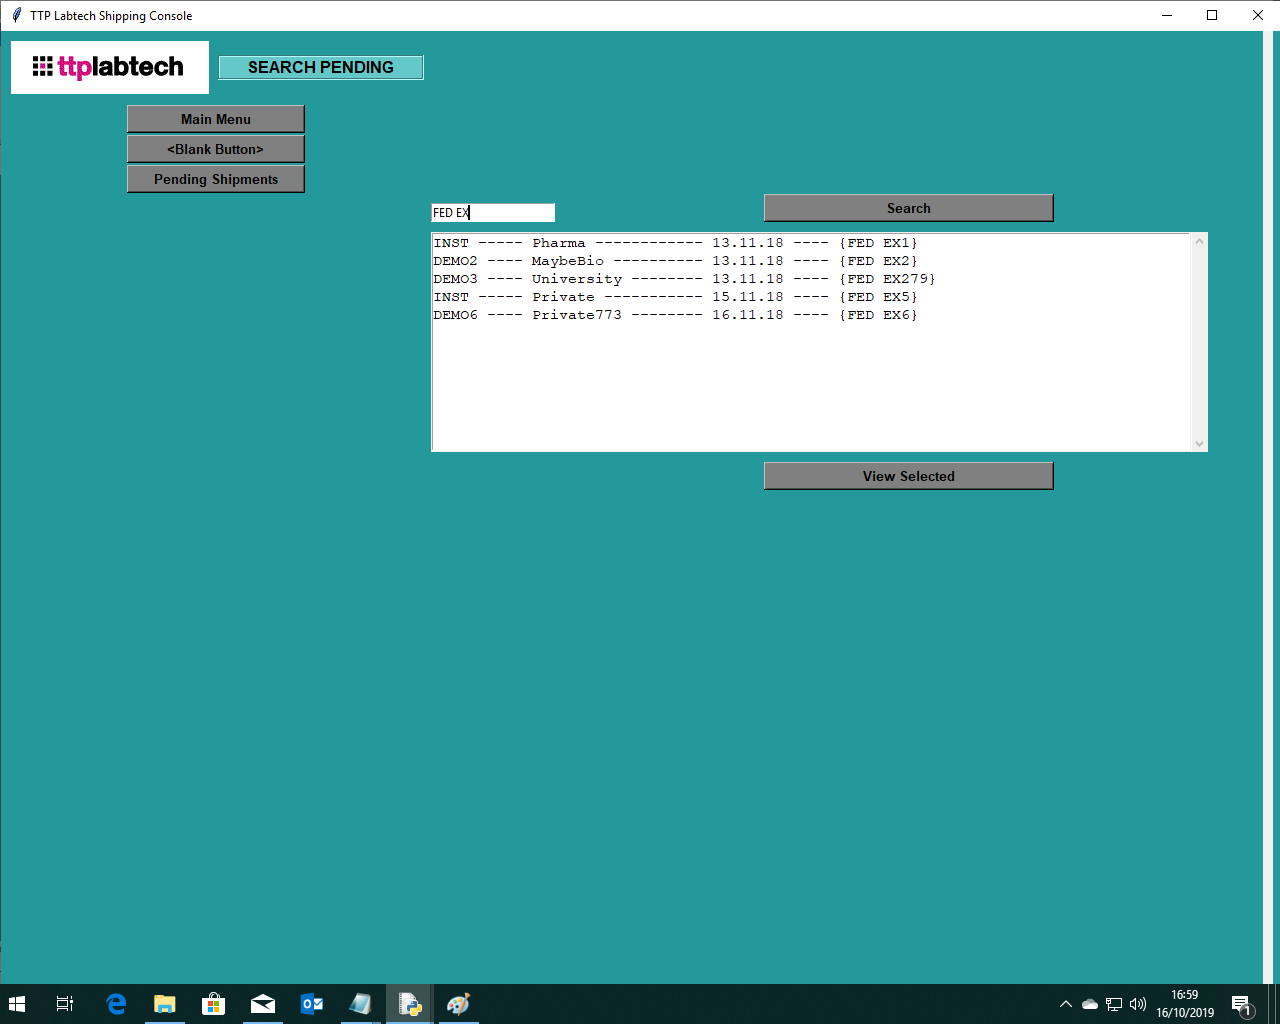 TTP Labtech Shipping Console
ttplabtech
SEARCH PENDING
Main Menu
<Blank Button>
Pending Shipments
FED EX
Search
INST ----- Pharma ------------ 13.11.18 ---- {FED EX1}
DEMO2 ---- MaybeBio ---------- 13.11.18 ---- {FED EX2}
DEMO3 ---- University -------- 13.11.18 ---- {FED EX279}
INST ----- Private ----------- 15.11.18 ---- {FED EX5}
DEMO6 ---- Private773 -------- 16.11.18 ---- {FED EX6}
View Selected
16:59
16/10/2019
1